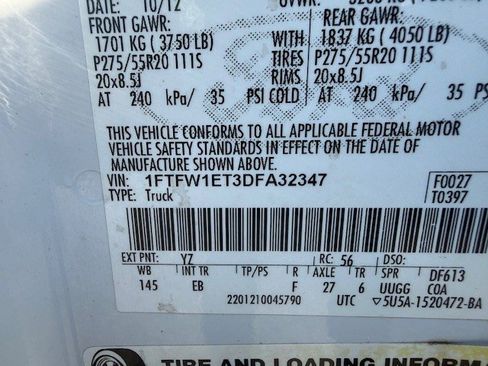 DATE: 10/12
FRONT GAWR: REAR GAWR:
1701 KG ( 3750 LB) WITH 1837 KG ( 4050 LB)
P275/55R20 111S TIRES P275/55R20 111S
20x8.5J RIMS 20x8.5J
AT 240 kPa/ 35 PSI COLD AT 240 kPa/ 35 PSI
THIS VEHICLE CONFORMS TO ALL APPLICABLE FEDERAL MOTOR
VEHICLE SAFETY STANDARDS IN EFFECT ON THE DATE OF
MANUFACTURE SHOWN ABOVE.
VIN: 1FTFW1ET3DFA32347 F0027
TYPE: Truck T0397
EXT PNT: YZ RC: 56 DSO:
WB INT TR TP/PS R AXLE TR SPR DF613
145 EB F 27 6 UUGG COA
2201210045790 UTC ▽5U5A-1520472-BA
TIRE AND LOADING INFORM